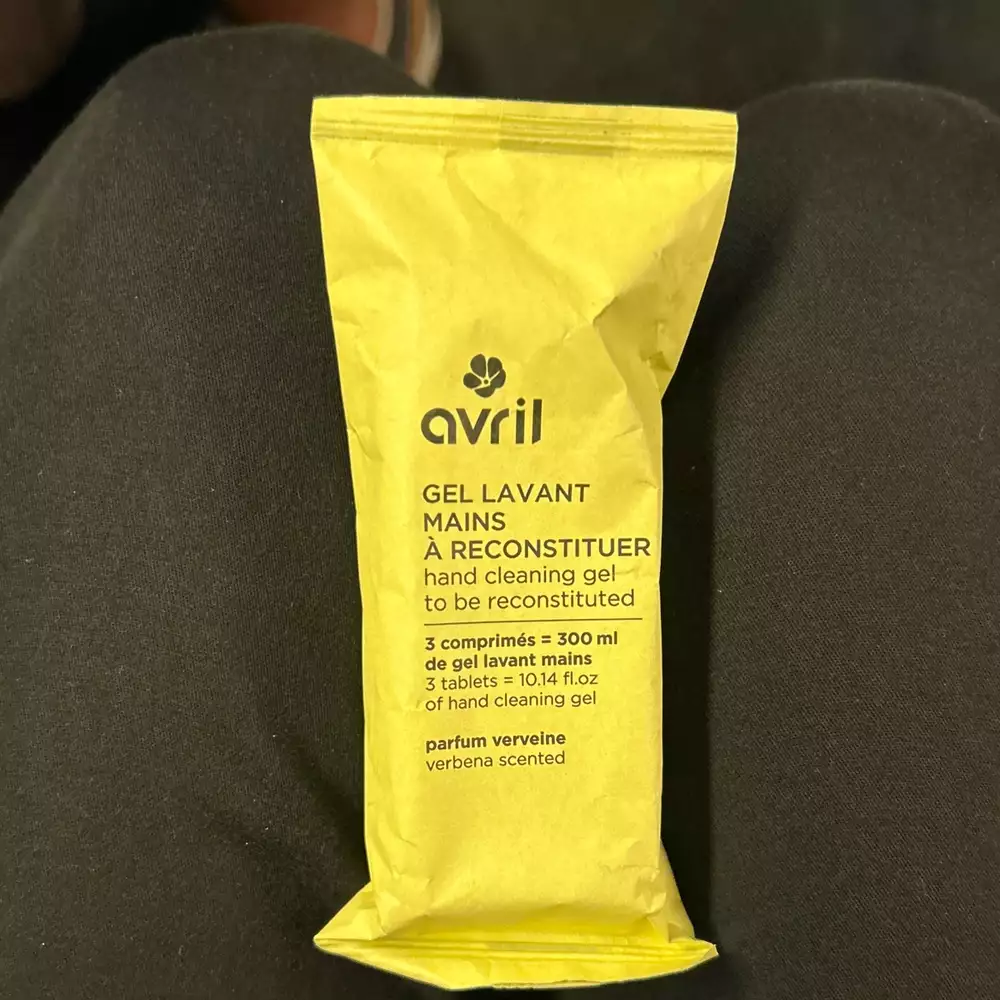 avril
GEL LAVANT
MAINS
À RECONSTITUER
hand cleaning gel
to be reconstituted
3 comprimés = 300 ml
de gel lavant mains
3 tablets = 10.14 fl.oz
of hand cleaning gel
parfum verveine
verbena scented